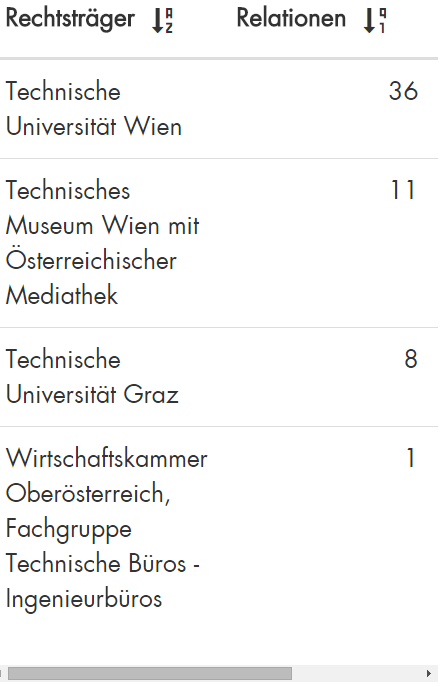 Rechtsträger Relationen
Technische 36
Universität Wien
Technisches 11
Museum Wien mit
Österreichischer
Mediathek
Technische 8
Universität Graz
Wirtschaftskammer 1
Oberösterreich,
Fachgruppe
Technische Büros -
Ingenieurbüros